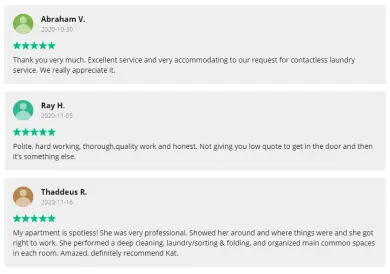 Abraham V.
2020-10-30
Thank you very much. Excellent service and very accommodating to our request for contactless laundry
service. We really appreciate it.
Ray H.
2020-11-05
Polite, hard working, thorough,quality work and honest. Not giving you low quote to get in the door and then
it's something else.
Thaddeus R.
2020-11-16
My apartment is spotless! She was very professional. Showed her around and where things were and she got
right to work. She performed a deep cleaning, laundry/sorting & folding, and organized main common spaces
in each room. Amazed, definitely recommend Kat.